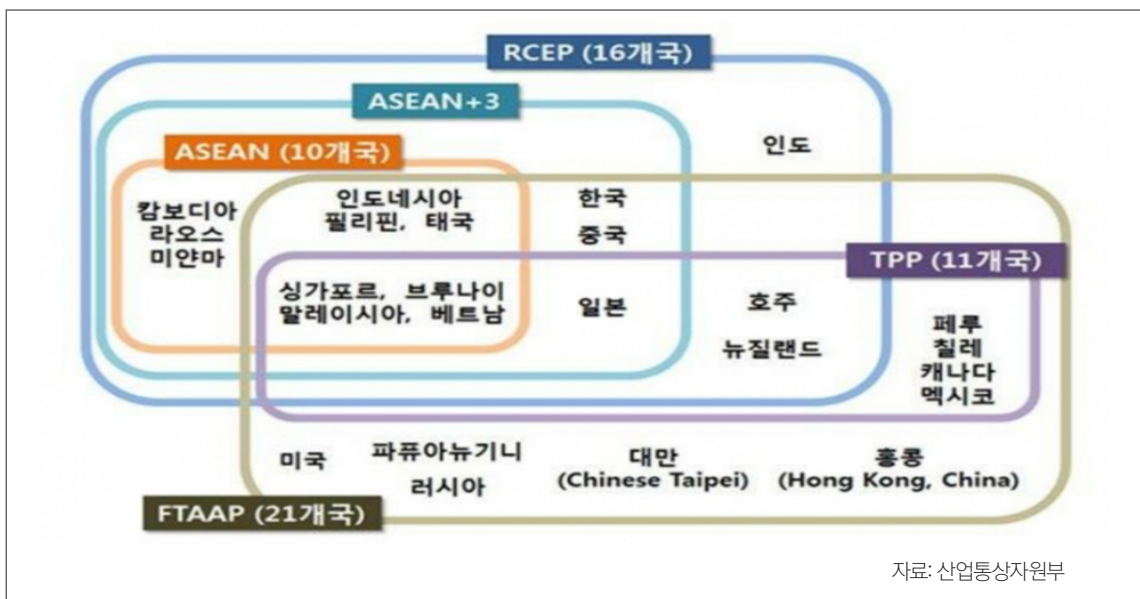 RCEP (16개국)
ASEAN+3
인도
ASEAN (10개국)
캄보디아
라오스
미얀마
인도네시아
필리핀, 태국
한국
중국
TPP (11개국)
싱가포르, 브루나이
말레이시아, 베트남
일본
호주
뉴질랜드
페루
칠레
캐나다
멕시코
미국
파퓨아뉴기니
러시아
대만
(Chinese Taipei)
홍콩
(Hong Kong, China)
FTAAP (21개국)
자료: 산업통상자원부